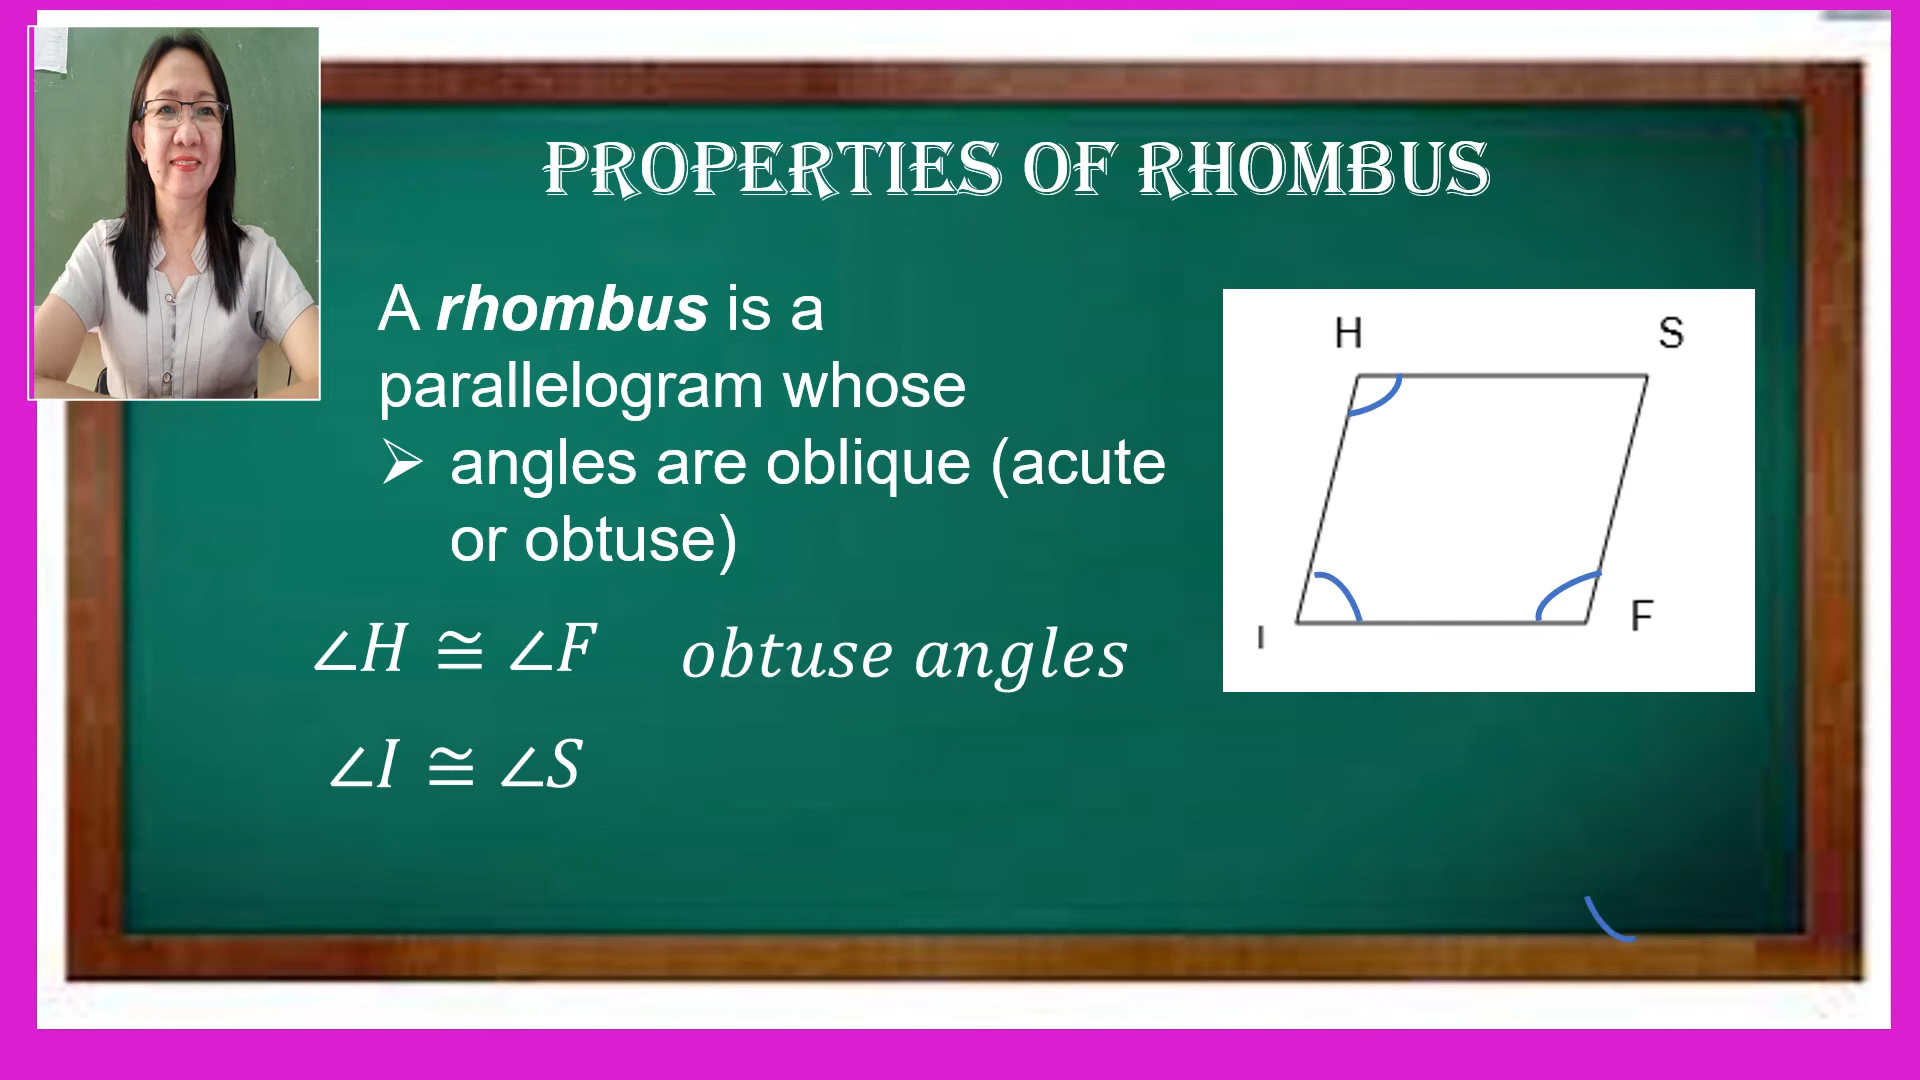 PROPERTIES OF RHOMBUS
A rhombus is a
parallelogram whose
➢ angles are oblique (acute
or obtuse)
∠H ≅ ∠F obtuse angles
∠I ≅ ∠S
H S
I F